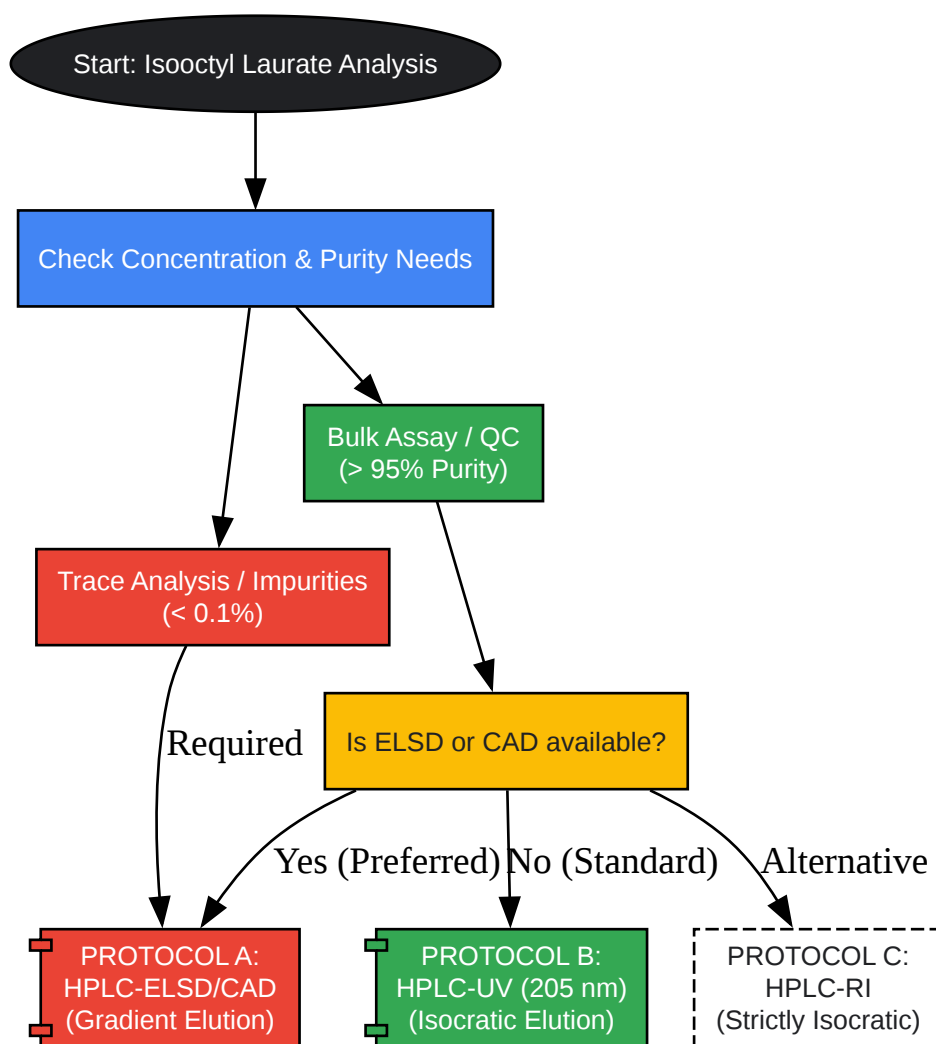 Start: Isooctyl Laurate Analysis
Check Concentration & Purity Needs
Bulk Assay / QC
(> 95% Purity)
Trace Analysis / Impurities
(< 0.1%)
Required
Is ELSD or CAD available?
Yes (Preferred)
No (Standard)
Alternative
PROTOCOL A:
HPLC-ELSD/CAD
(Gradient Elution)
PROTOCOL B:
HPLC-UV (205 nm)
(Isocratic Elution)
PROTOCOL C:
HPLC-RI
(Strictly Isocratic)